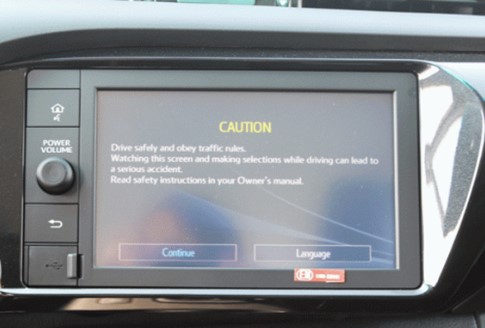 CAUTION
POWER
VOLUME
Drive safely and obey traffic rules.
Watching this screen and making selections while driving can lead to
a serious accident.
Read safety instructions in your Owner's manual.
Continue
Language